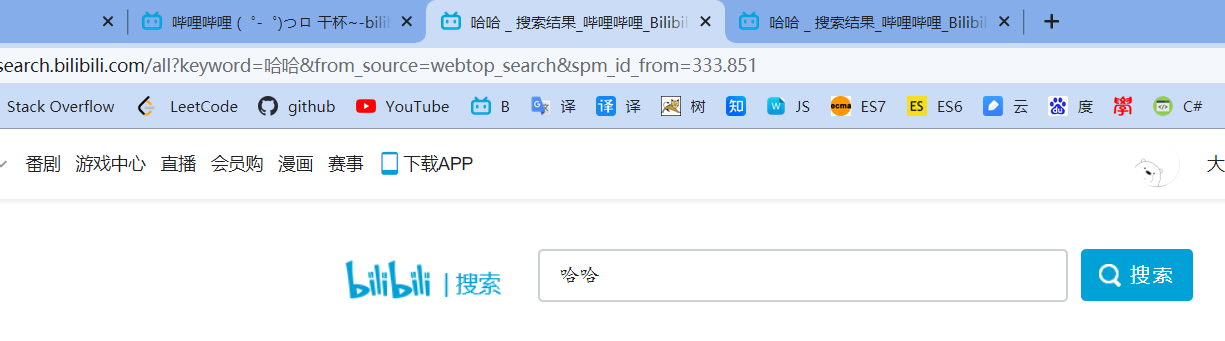 哔哩哔哩 ( ゜- ゜)つロ 干杯~-bili
哈哈 _ 搜索结果_哔哩哔哩_Bilibil
哈哈 _ 搜索结果_哔哩哔哩_Bilibil
search.bilibili.com/all?keyword=哈哈&from_source=webtop_search&spm_id_from=333.851
Stack Overflow LeetCode github YouTube B 译 译 译 树 知 W JS ecma ES7 ES ES6 云 du 度 C#
番剧 游戏中心 直播 会员购 漫画 赛事 下载APP 大
bilibili | 搜索 哈哈 搜索